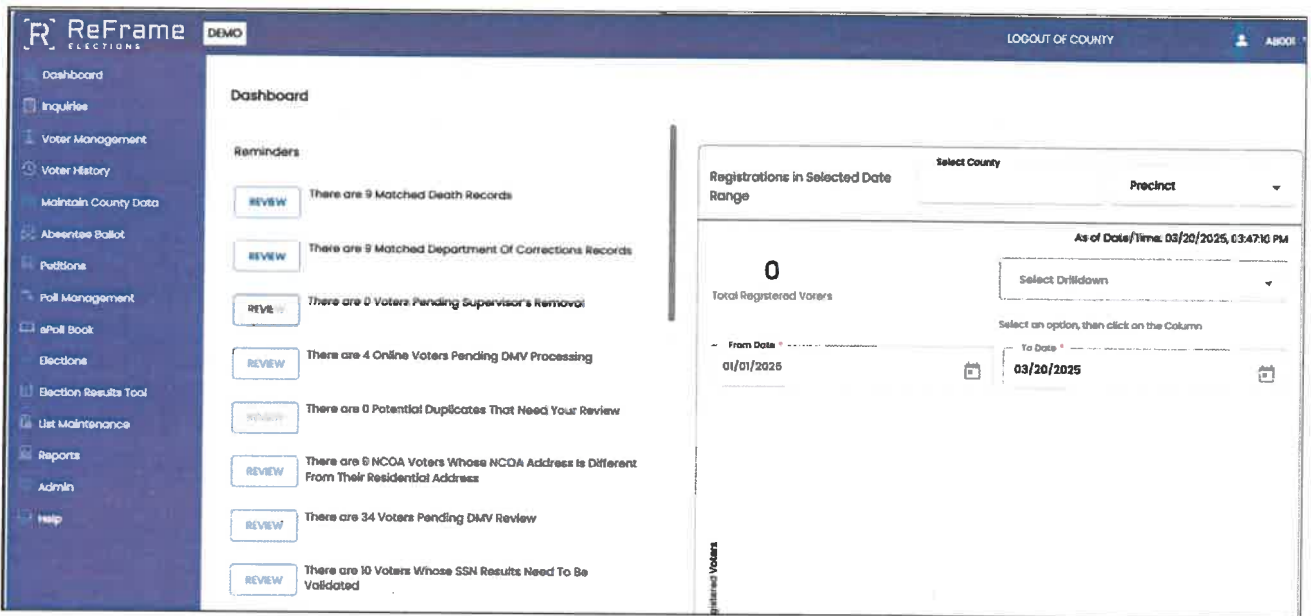 ReFrame
ELECTIONS
DEMO
LOGOUT OF COUNTY
Dashboard
Inquiries
Voter Management
Voter History
Maintain County Data
Absentee Ballot
Petitions
Poll Management
ePoll Book
Elections
Election Results Tool
List Maintenance
Reports
Admin
Help
Dashboard
Reminders
REVIEW There are 9 Matched Death Records
REVIEW There are 9 Matched Department Of Corrections Records
There are 0 Voters Pending Supervisor's Removal
REVIEW There are 4 Online Voters Pending DMV Processing
REVIEW There are 0 Potential Duplicates That Need Your Review
REVIEW There are NCOA Voters Whose NCOA Address Is Different
From Their Residential Address
REVIEW There are 34 Voters Pending DMV Review
REVIEW There are 10 Voters Whose SSN Results Need To Be
Validated
Registrations in Selected Date
Range
Select County
Precinct
As of Date/Time: 03/20/2025, 03:47:10 PM
0
Total Registered Voters
Select Drilldown
Select an option, then click on the Column
From Date *
01/01/2025
To Date *
03/20/2025
gistered Voters